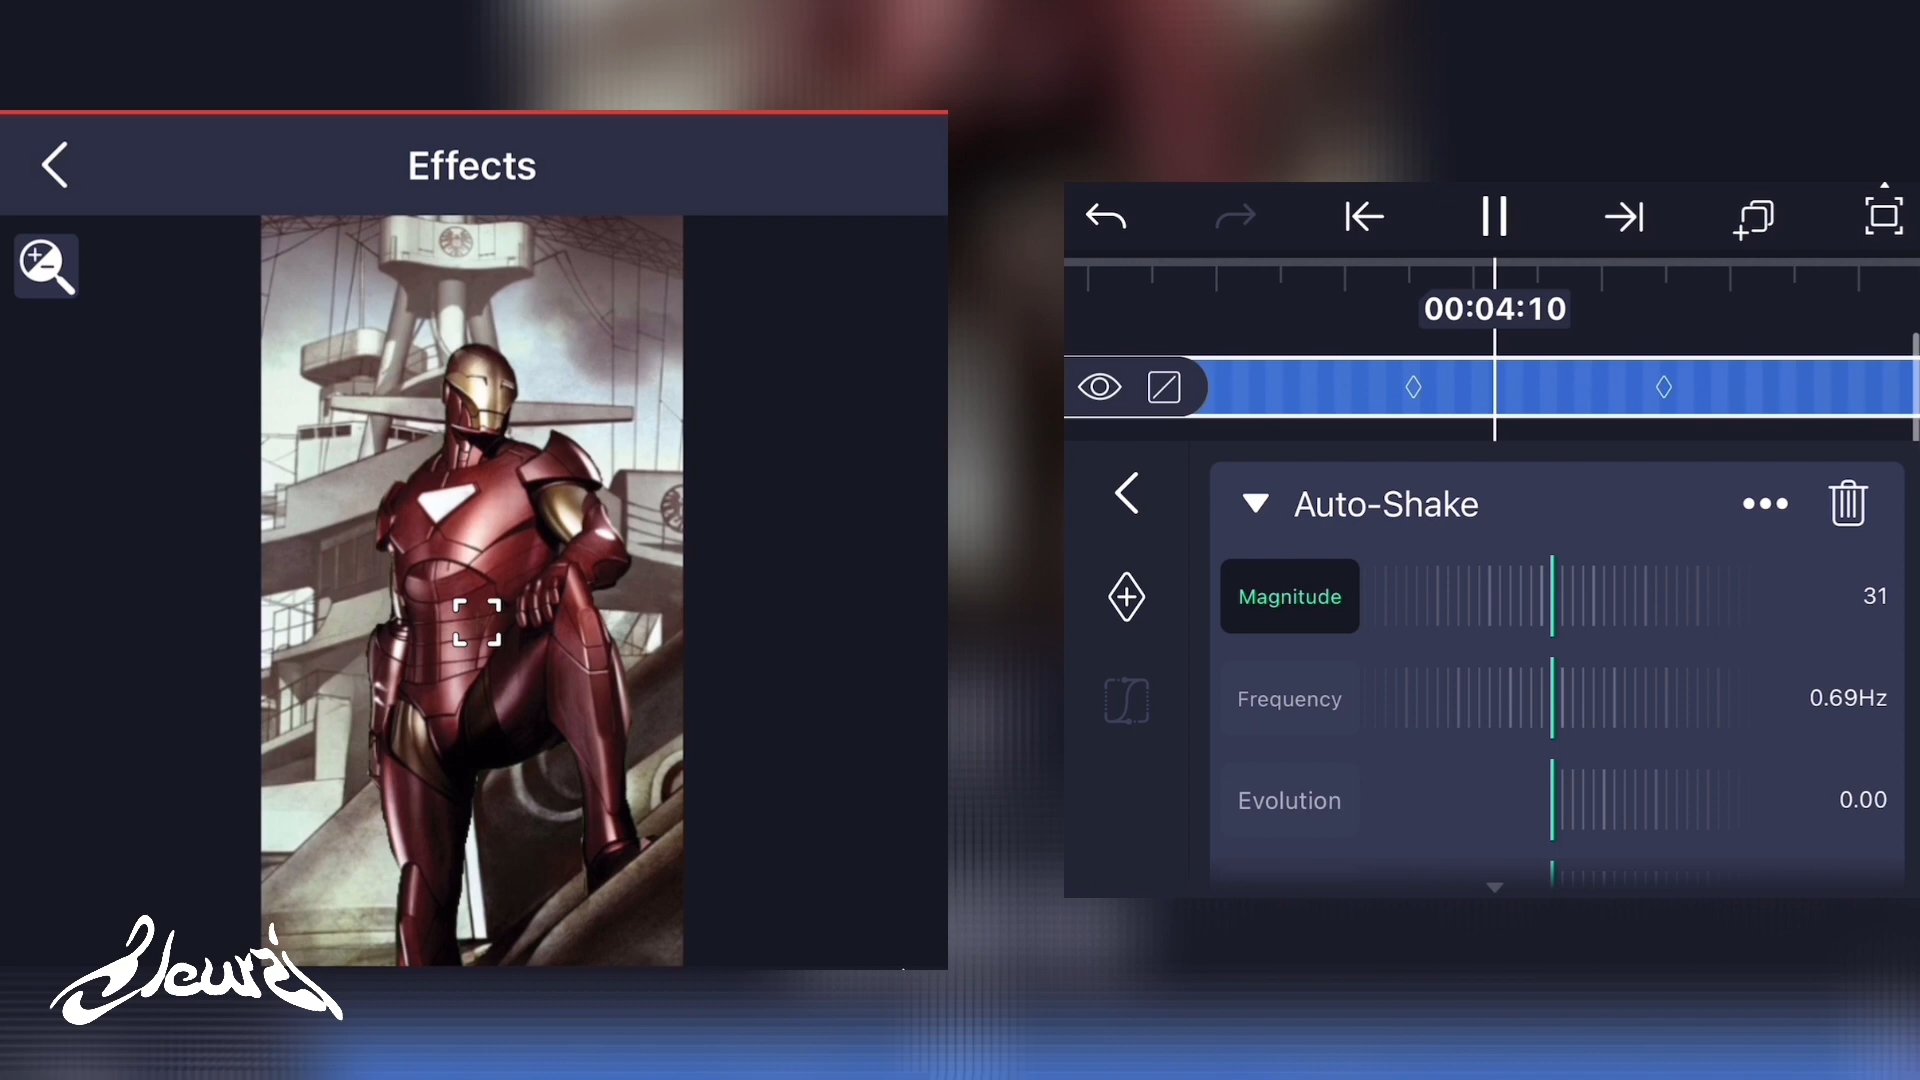 Effects
00:04:10
Auto-Shake
Magnitude
31
Frequency
0.69Hz
Evolution
0.00